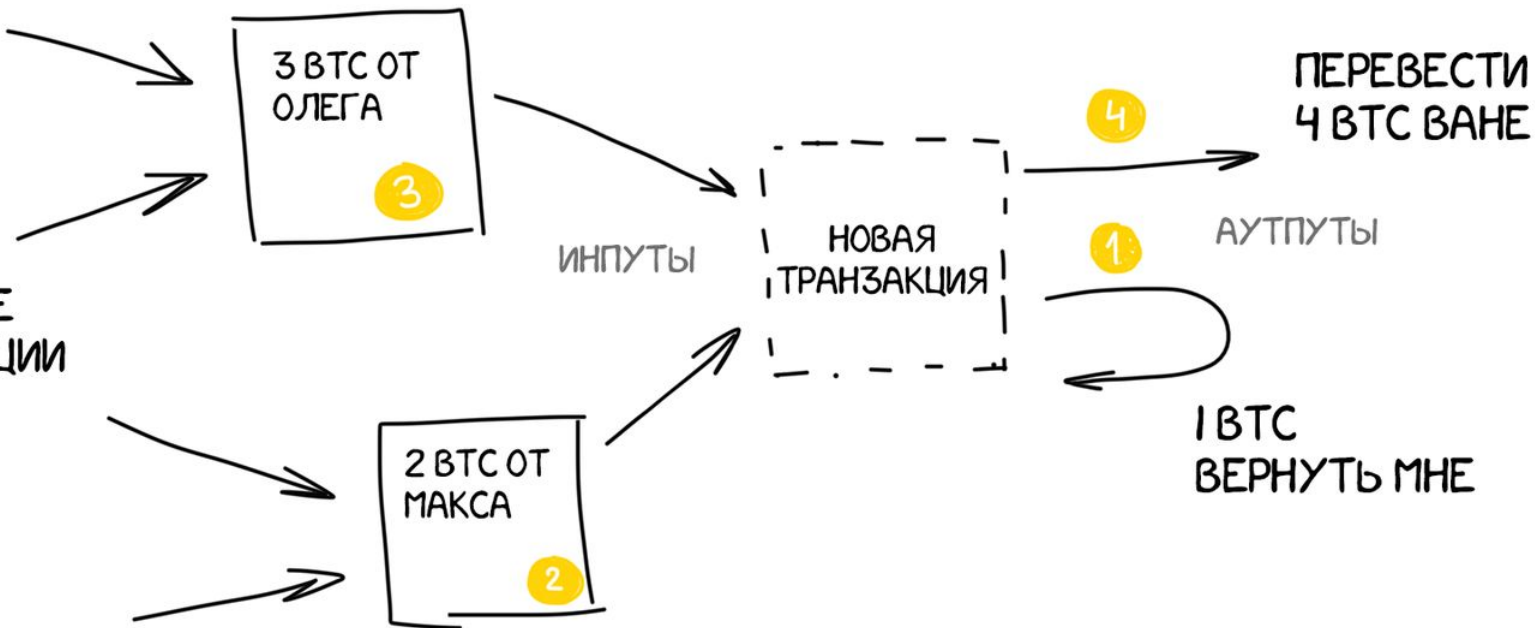 3 BTC ОТ
ОЛЕГА
3
ИНПУТЫ
2 BTC ОТ
МАКСА
2
НОВАЯ
ТРАНЗАКЦИЯ
4
ПЕРЕВЕСТИ
4 BTC ВАНЕ
1
АУТПУТЫ
1 BTC
ВЕРНУТЬ МНЕ